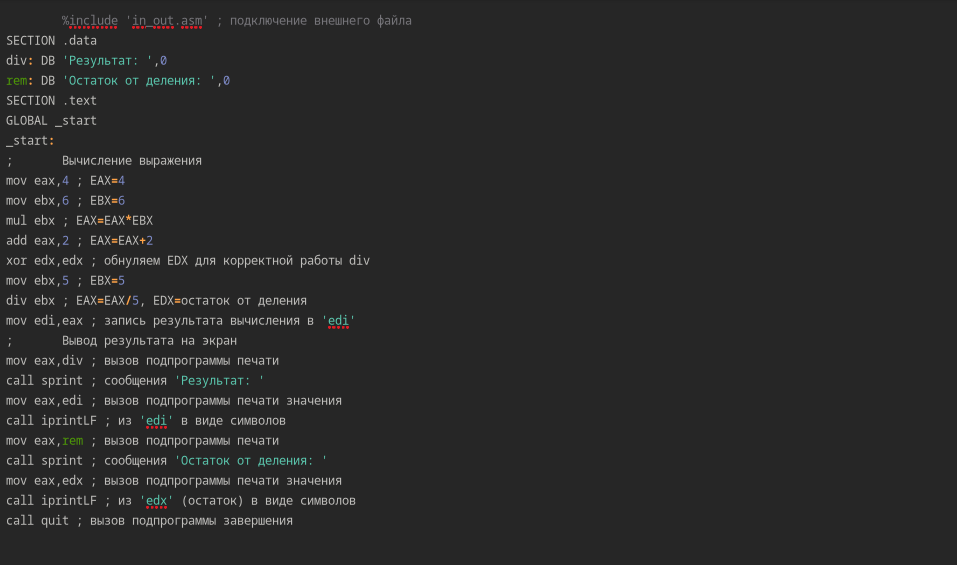 %include 'in_out.asm' ; подключение внешнего файла
SECTION .data
div: DB 'Результат: ',0
rem: DB 'Остаток от деления: ',0
SECTION .text
GLOBAL _start
_start:
; Вычисление выражения
mov eax,4 ; EAX=4
mov ebx,6 ; EBX=6
mul ebx ; EAX=EAX*EBX
add eax,2 ; EAX=EAX+2
xor edx,edx ; обнуляем EDX для корректной работы div
mov ebx,5 ; EBX=5
div ebx ; EAX=EAX/5, EDX=остаток от деления
mov edi,eax ; запись результата вычисления в 'edi'
; Вывод результата на экран
mov eax,div ; вызов подпрограммы печати
call sprint ; сообщения 'Результат: '
mov eax,edi ; вызов подпрограммы печати значения
call iprintLF ; из 'edi' в виде символов
mov eax,rem ; вызов подпрограммы печати
call sprint ; сообщения 'Остаток от деления: '
mov eax,edx ; вызов подпрограммы печати значения
call iprintLF ; из 'edx' (остаток) в виде символов
call quit ; вызов подпрограммы завершения